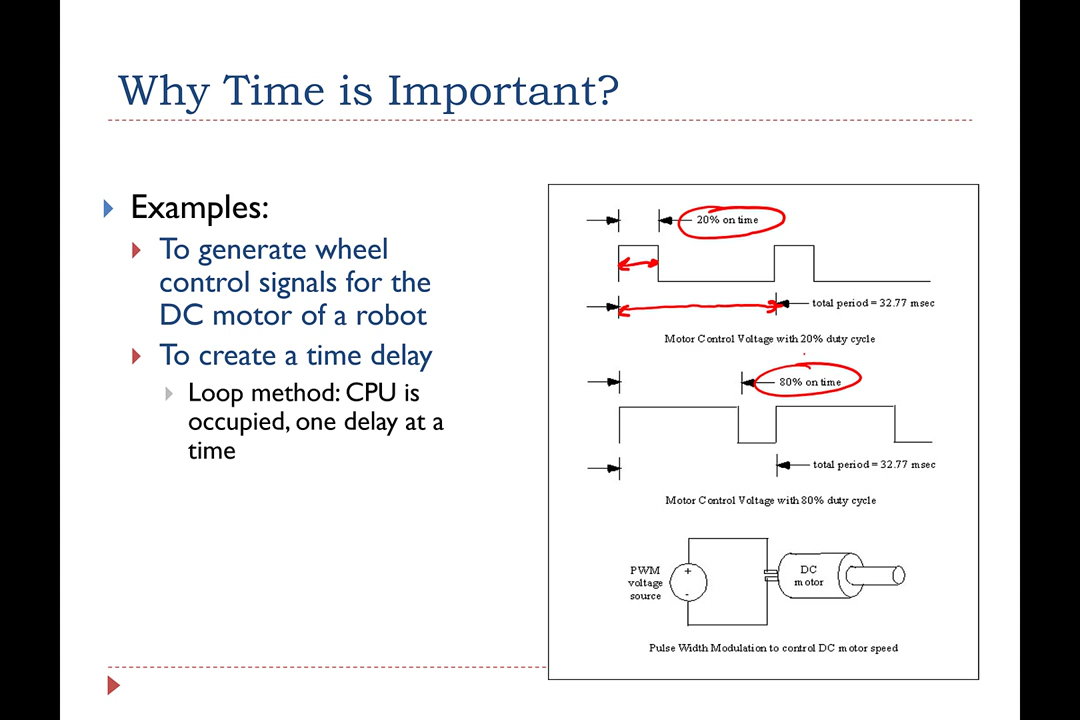 Why Time is Important?
Examples:
To generate wheel
control signals for the
DC motor of a robot
To create a time delay
Loop method: CPU is
occupied, one delay at a
time
20% on time
total period = 32.77 msec
Motor Control Voltage with 20% duty cycle
80% on time
total period = 32.77 msec
Motor Control Voltage with 80% duty cycle
PWM
voltage
source
+
-
DC
motor
Pulse Width Modulation to control DC motor speed